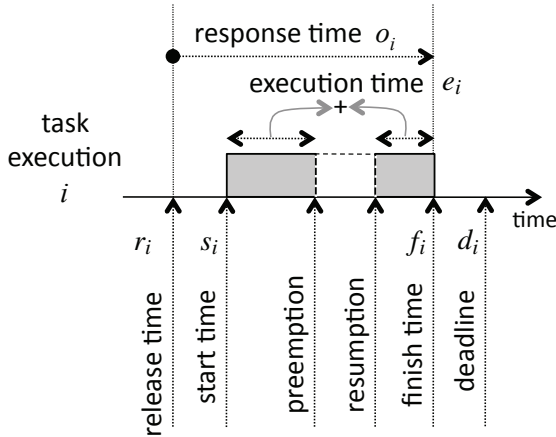 response time o_i
execution time e_i
+
task
execution
i
time
r_i
s_i
f_i
d_i
release time
start time
preemption
resumption
finish time
deadline